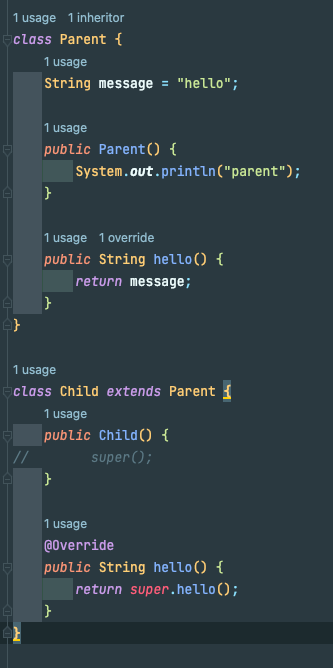 1 usage   1 inheritor
class Parent {
    1 usage
    String message = "hello";

    1 usage
    public Parent() {
        System.out.println("parent");
    }

    1 usage   1 override
    public String hello() {
        return message;
    }
}

1 usage
class Child extends Parent {
    1 usage
    public Child() {
//        super();
    }

    1 usage
    @Override
    public String hello() {
        return super.hello();
    }
}